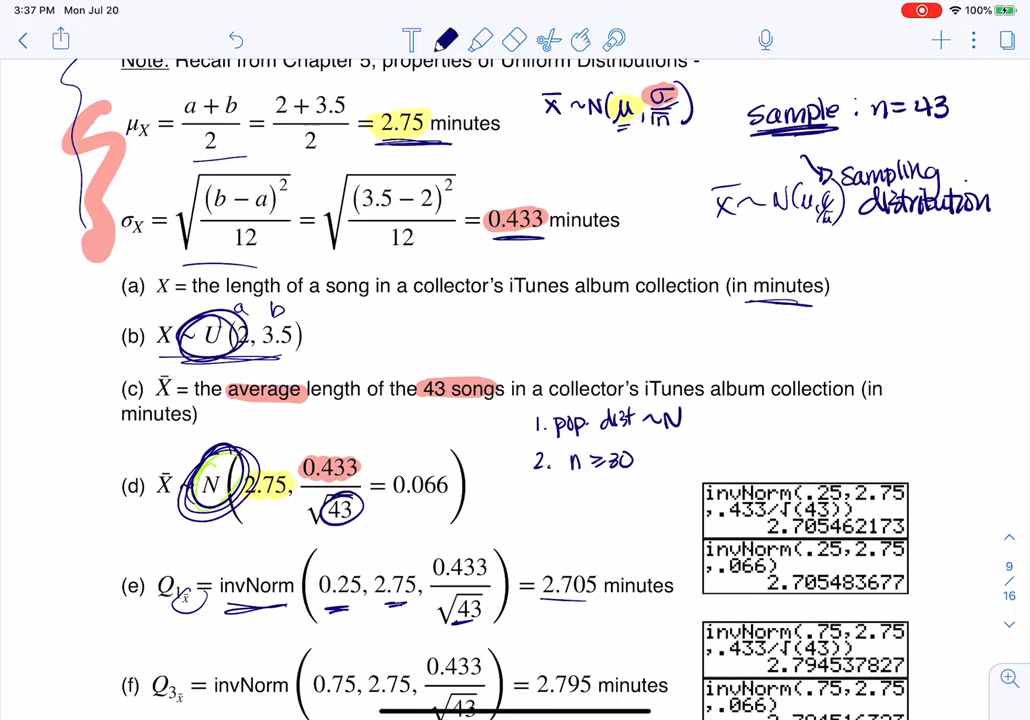 3:37 PM Mon Jul 20
100%
Note: Recall from Chapter 5, properties of Uniform Distributions -
μ_X = (a + b)/2 = (2 + 3.5)/2 = 2.75 minutes
x̄ ~ N(μ, σ/√n)
sample : n = 43
σ_X = √((b − a)²/12) = √((3.5 − 2)²/12) = 0.433 minutes
sampling
x̄ ~ N(μ, ) distribution
(a) X = the length of a song in a collector's iTunes album collection (in minutes)
a b
(b) X ~ U (2, 3.5)
(c) X̄ = the average length of the 43 songs in a collector's iTunes album collection (in
minutes)
1. pop. dist ~N
2. n ≥ 30
(d) X̄ ~ N (2.75, 0.433/√43 = 0.066)
invNorm(.25,2.75
,.433/√(43))
2.705462173
invNorm(.25,2.75
,.066)
2.705483677
(e) Q_1x̄ = invNorm (0.25, 2.75, 0.433/√43) = 2.705 minutes
9
/
16
invNorm(.75,2.75
,.433/√(43))
2.794537827
invNorm(.75,2.75
,.066)
(f) Q_3x̄ = invNorm (0.75, 2.75, 0.433/√43) = 2.795 minutes